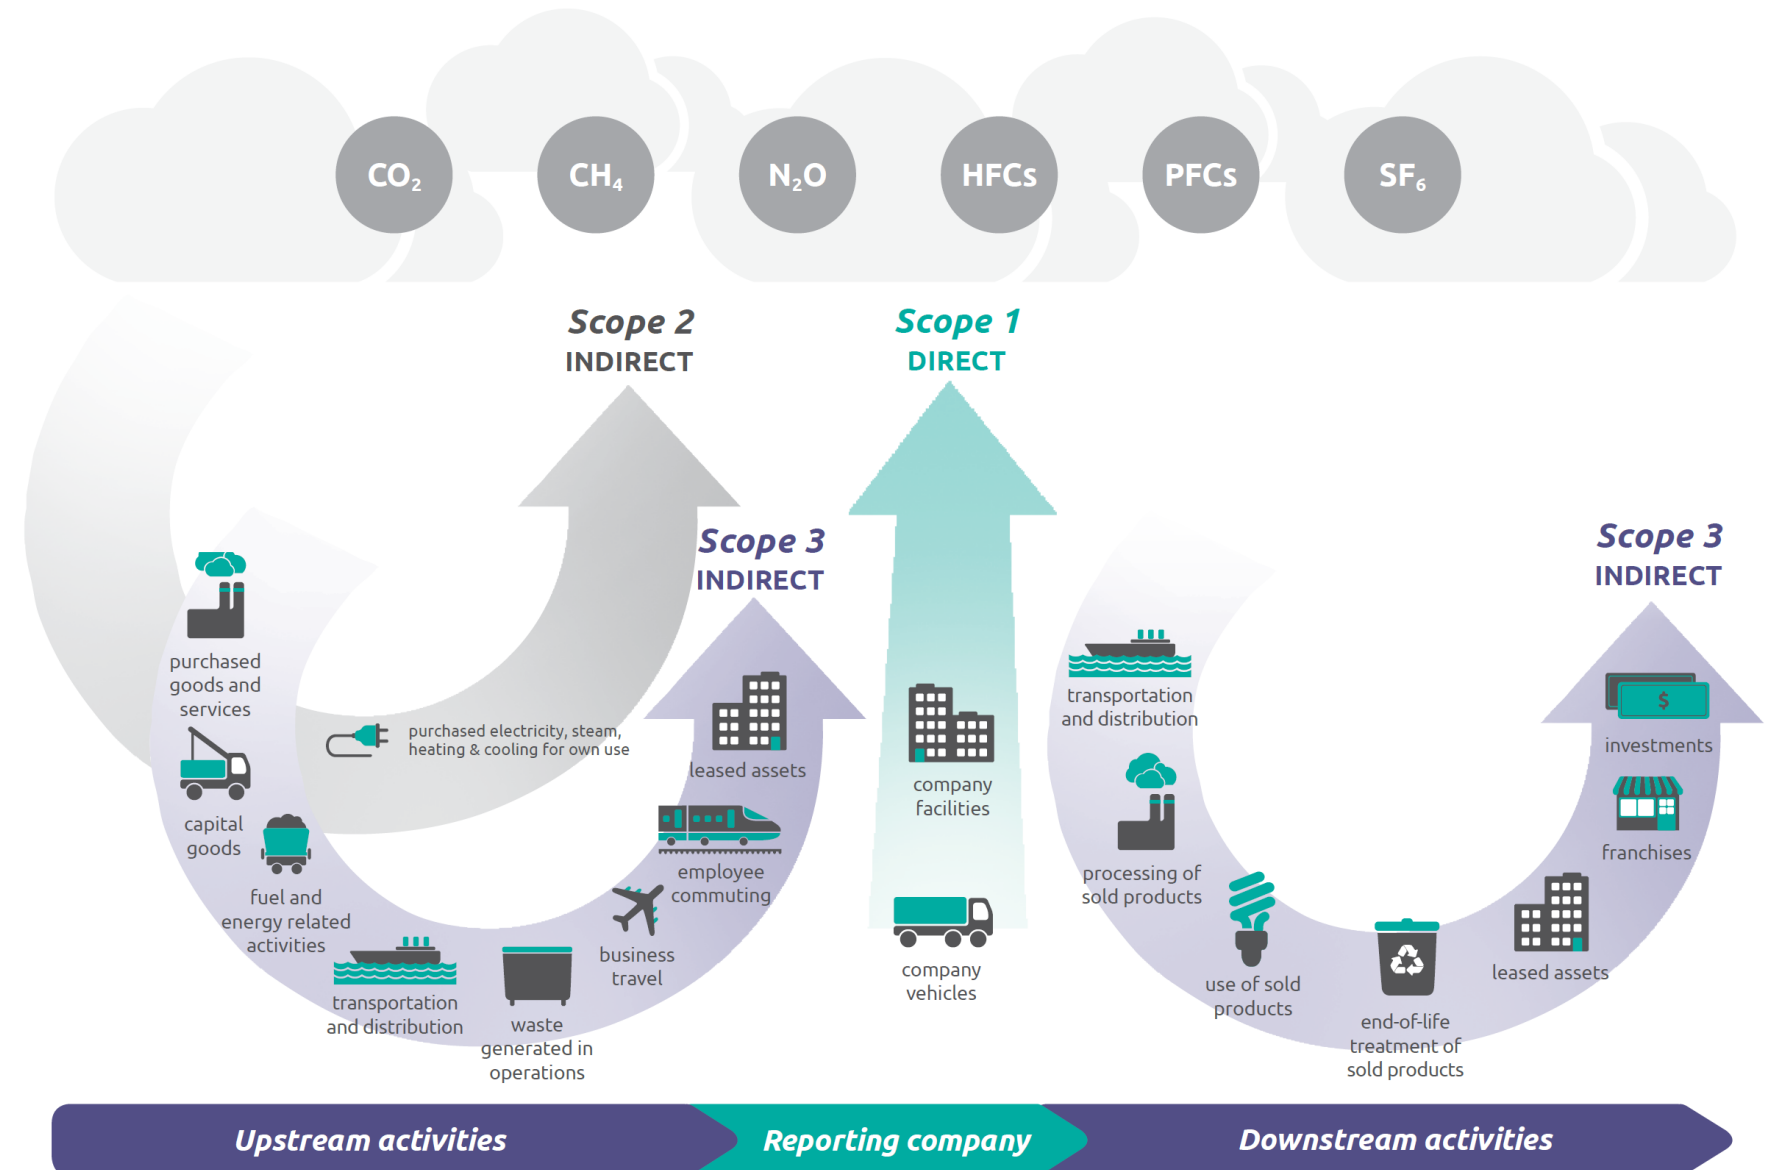 CO₂
CH₄
N₂O
HFCs
PFCs
SF₆
Scope 2
INDIRECT
Scope 1
DIRECT
Scope 3
INDIRECT
Scope 3
INDIRECT
purchased
goods and
services
capital
goods
fuel and
energy related
activities
transportation
and distribution
waste
generated in
operations
business
travel
employee
commuting
leased assets
purchased electricity, steam,
heating & cooling for own use
company
facilities
company
vehicles
transportation
and distribution
processing of
sold products
use of sold
products
end-of-life
treatment of
sold products
leased assets
franchises
$
investments
Upstream activities
Reporting company
Downstream activities